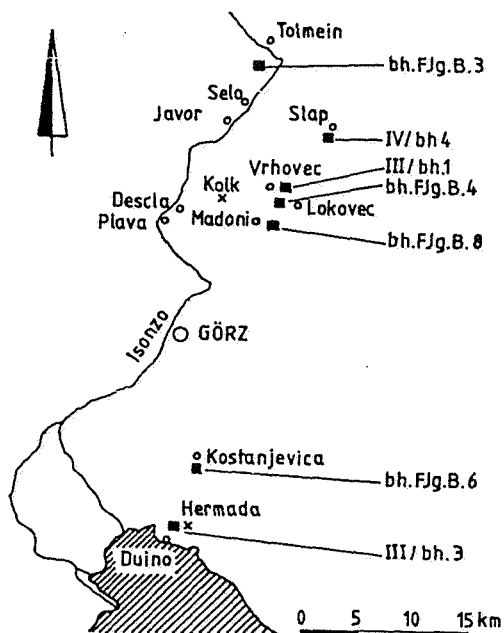 Tolmein
bh.FJg.B.3
Selo
Javor
Slap
IV/bh4
Vrhovec
III/bh.1
Kolk
bh.FJg.B.4
Descla
Lokovec
Plava
Madoni
bh.FJg.B.8
Isonzo
GÖRZ
Kostanjevica
bh.FJg.B.6
Hermada
III/bh.3
Duino
0 5 10 15 km